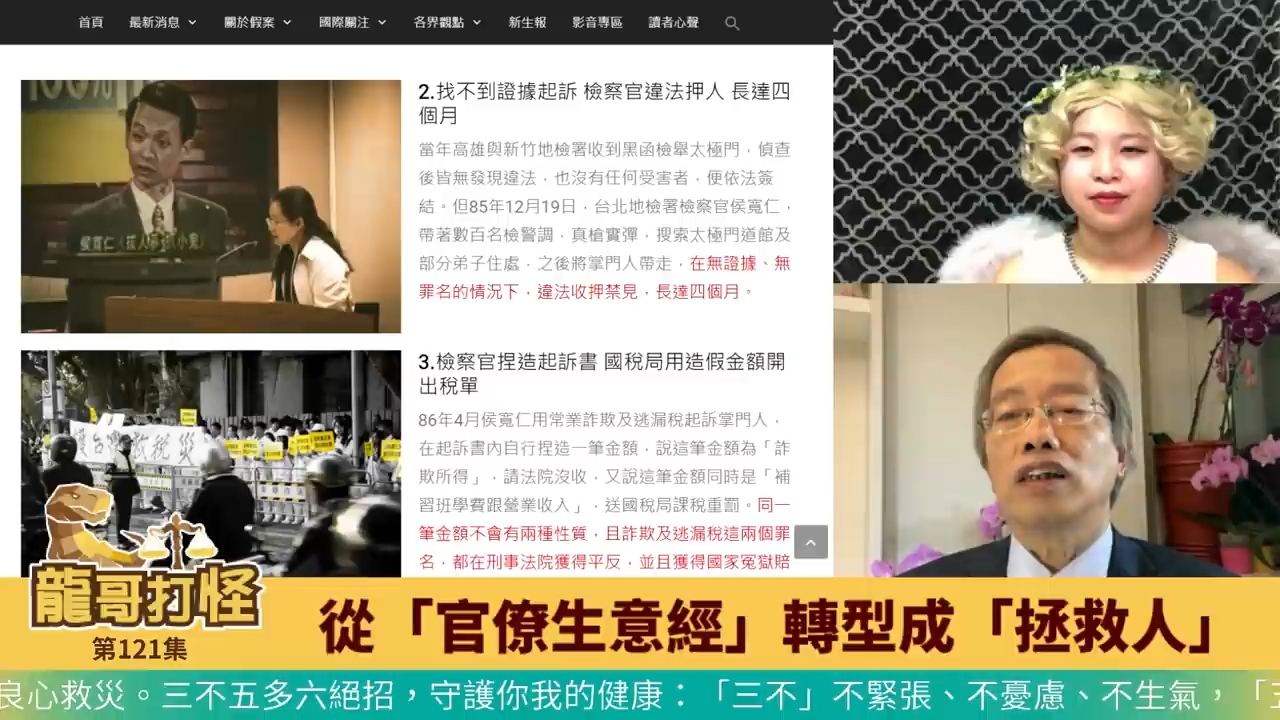 首頁 最新消息 關於假案 國際關注 各界觀點 新生報 影音專區 讀者心聲
2.找不到證據起訴 檢察官違法押人 長達四
個月
當年高雄與新竹地檢署收到黑函檢舉太極門，偵查
後皆無發現違法，也沒有任何受害者，便依法簽
結。但85年12月19日，台北地檢署檢察官侯寬仁，
帶著數百名檢警調，真槍實彈，搜索太極門道館及
部分弟子住處，之後將掌門人帶走，在無證據、無
罪名的情況下，違法收押禁見，長達四個月。
3.檢察官捏造起訴書 國稅局用造假金額開
出稅單
86年4月侯寬仁用常業詐欺及逃漏稅起訴掌門人，
在起訴書內自行捏造一筆金額，說這筆金額為「詐
欺所得」，請法院沒收，又說這筆金額同時是「補
習班學費跟營業收入」，送國稅局課稅重罰。同一
筆金額不會有兩種性質，且詐欺及逃漏稅這兩個罪
名，都在刑事法院獲得平反，並且獲得國家冤獄賠
台灣救稅災
龍哥打怪
第121集
從「官僚生意經」轉型成「拯救人」
良心救災。三不五多六絕招，守護你我的健康：「三不」不緊張、不憂慮、不生氣，「五